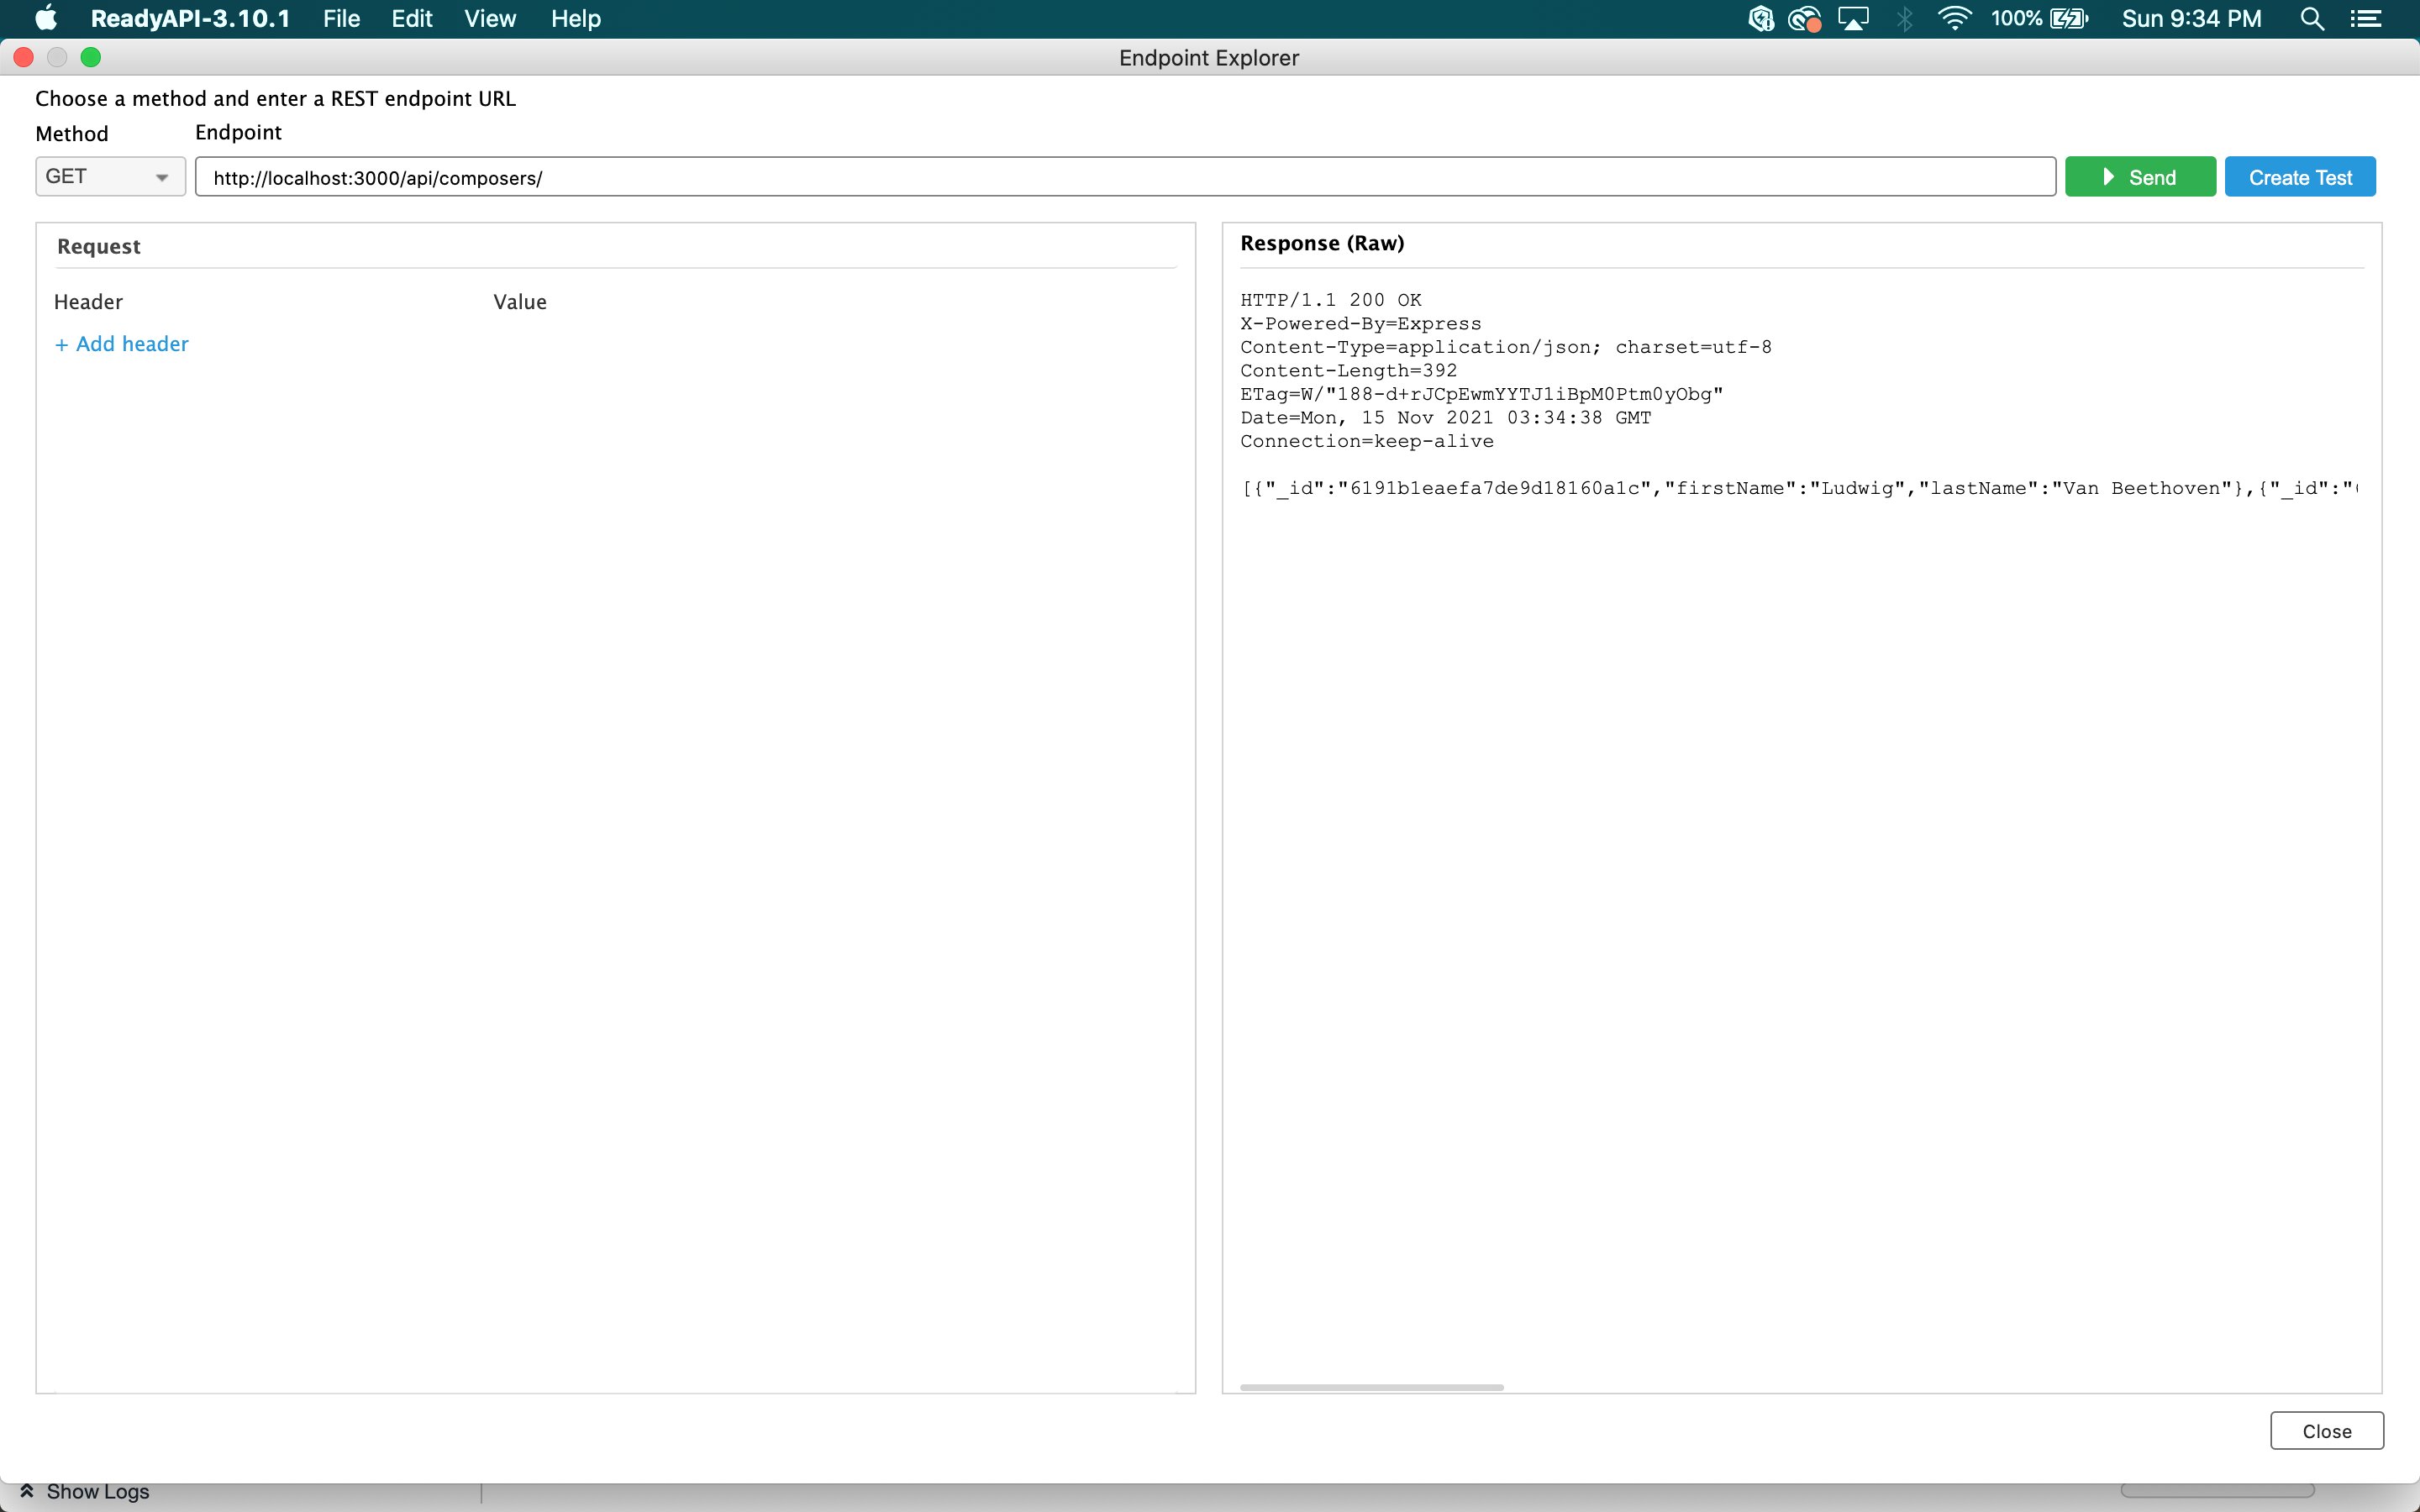 ReadyAPI-3.10.1 File Edit View Help 100% Sun 9:34 PM
Endpoint Explorer
Choose a method and enter a REST endpoint URL
Method Endpoint
GET http://localhost:3000/api/composers/ Send Create Test
Request
Header Value
+ Add header
Response (Raw)
HTTP/1.1 200 OK
X-Powered-By=Express
Content-Type=application/json; charset=utf-8
Content-Length=392
ETag=W/"188-d+rJCpEwmYYTJ1iBpM0Ptm0yObg"
Date=Mon, 15 Nov 2021 03:34:38 GMT
Connection=keep-alive
[{"_id":"6191b1eaefa7de9d18160a1c","firstName":"Ludwig","lastName":"Van Beethoven"},{"_id":"
Close
Show Logs